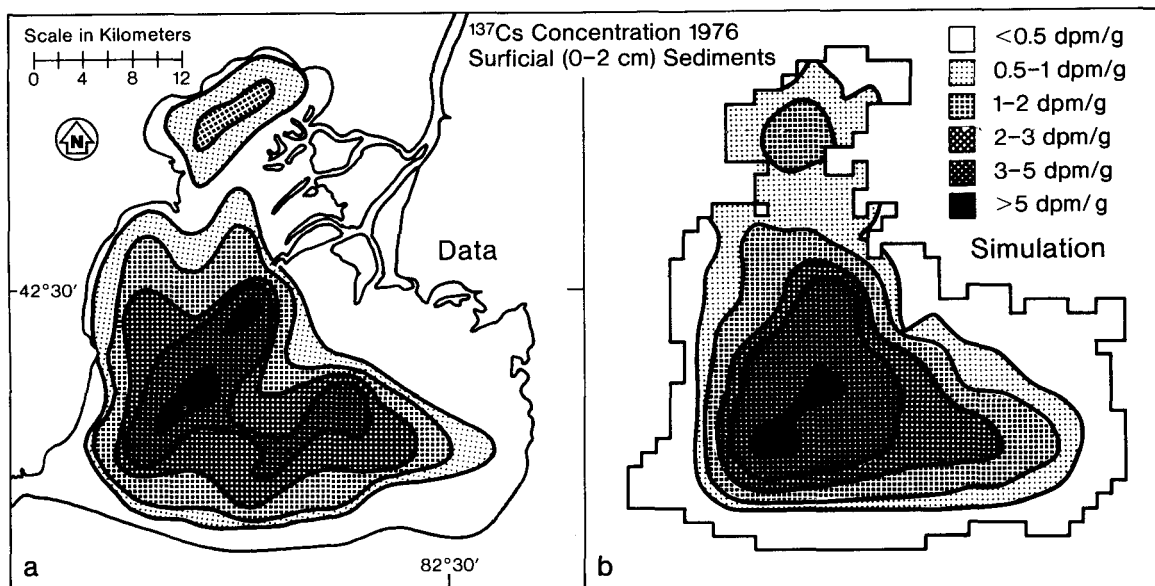 Scale in Kilometers
0 4 8 12
N
¹³⁷Cs Concentration 1976
Surficial (0–2 cm) Sediments
<0.5 dpm/g
0.5–1 dpm/g
1–2 dpm/g
2–3 dpm/g
3–5 dpm/g
>5 dpm/g
Data
Simulation
42°30′
82°30′
a
b